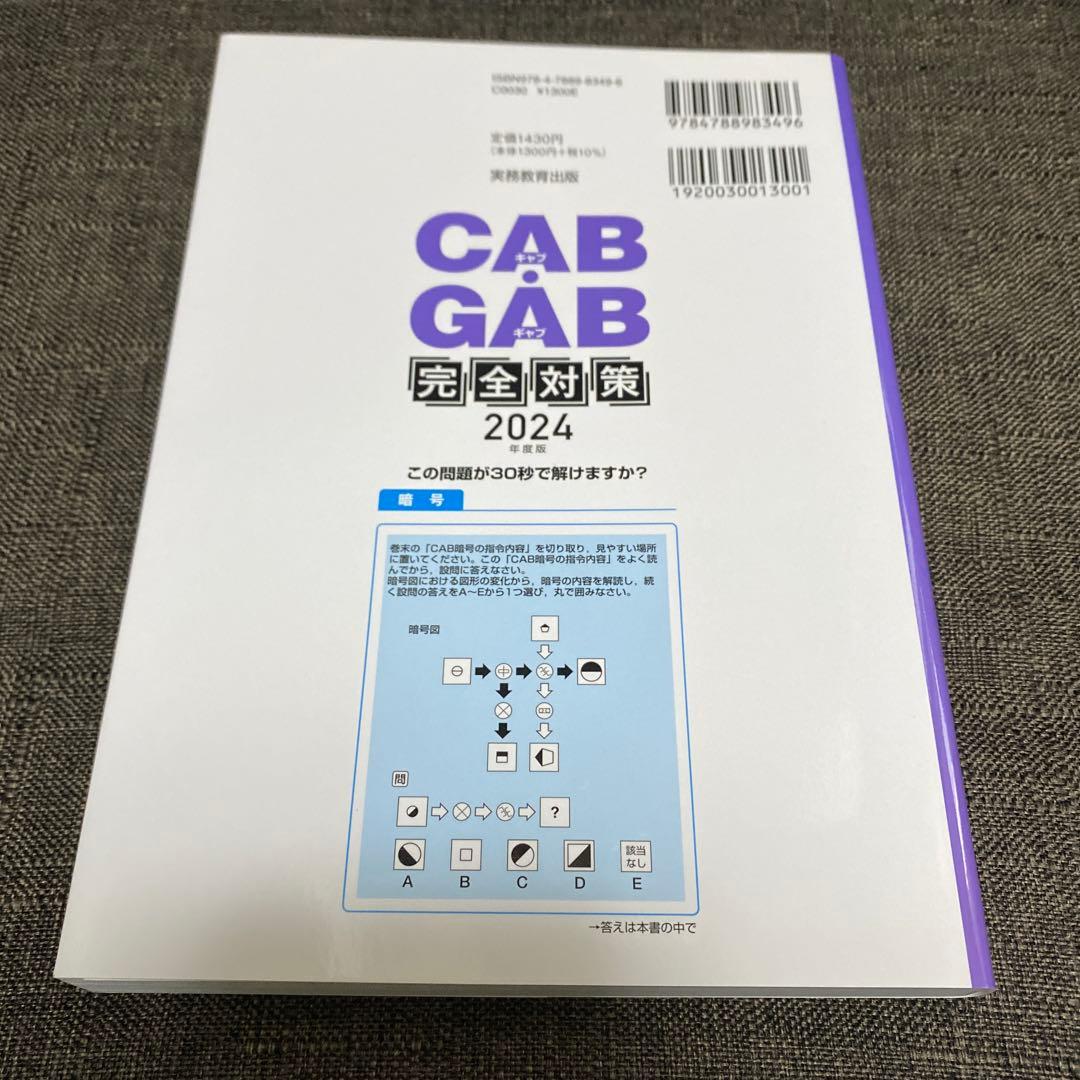 ISBN978-4-7889-8349-6
C0030 ¥1300E
9784788983496
定価1430円
(本体1300円+税10%)
1920030013001
実務教育出版
CAB
キャブ
・
GAB
ギャブ
完全対策
2024
年度版
この問題が30秒で解けますか?
暗号
巻末の「CAB暗号の指令内容」を切り取り,見やすい場所
に置いてください。この「CAB暗号の指令内容」をよく読
んでから,設問に答えなさい。
暗号図における図形の変化から,暗号の内容を解読し,続
く設問の答えをA〜Eから1つ選び,丸で囲みなさい。
暗号図
問
?
該当
なし
A B C D E
→答えは本書の中で